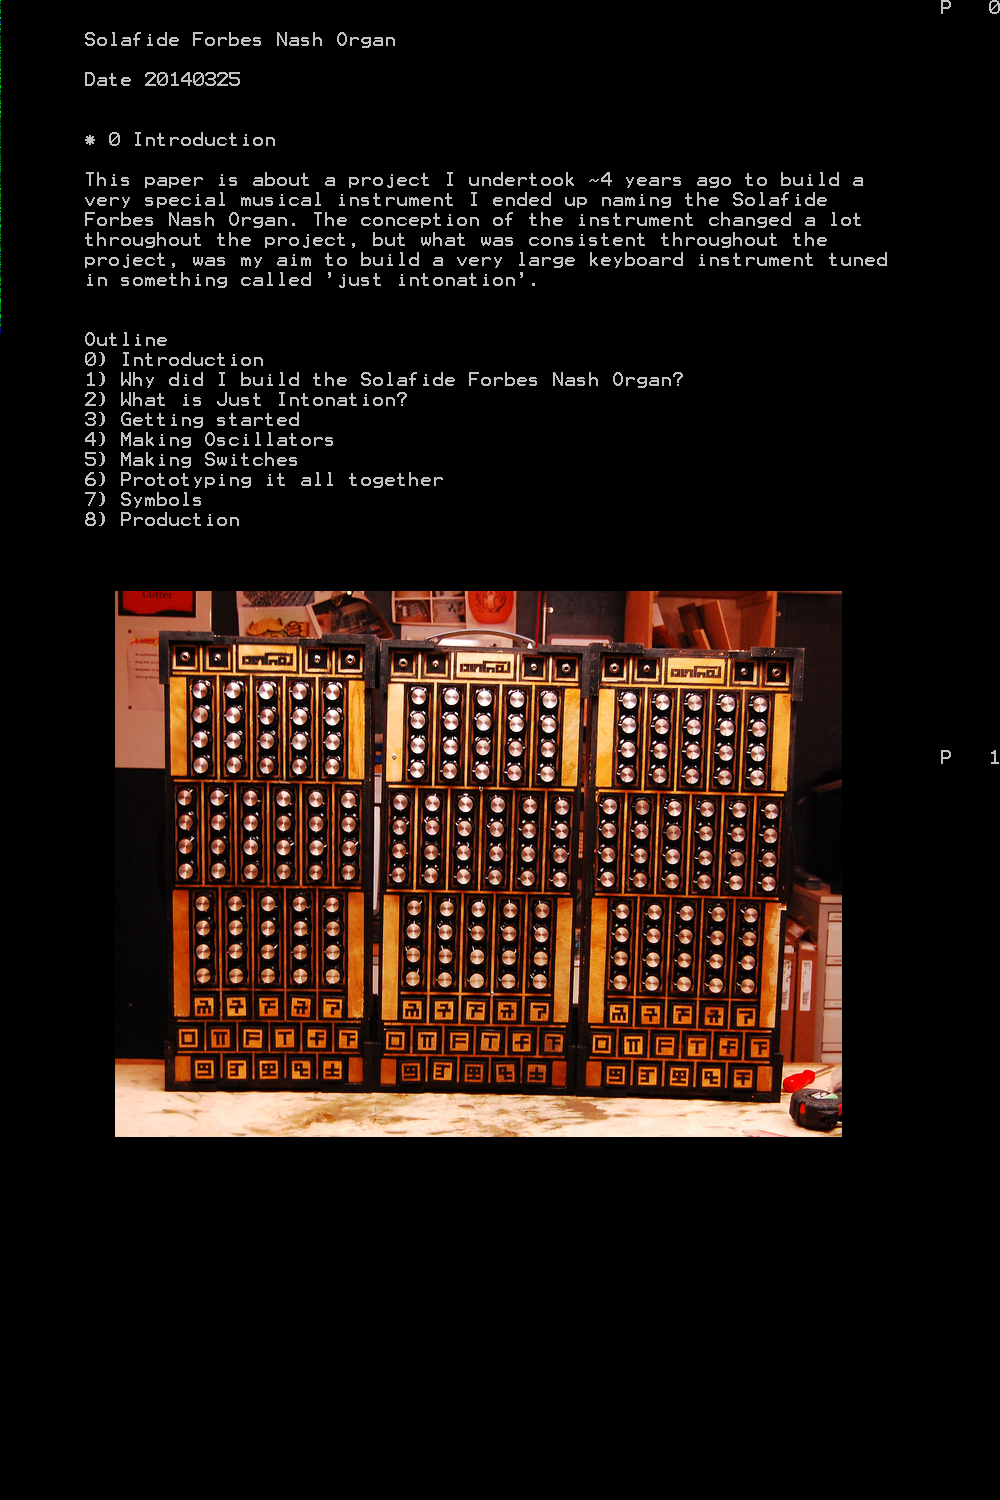 P 0
Solafide Forbes Nash Organ
Date 20140325
* 0 Introduction
This paper is about a project I undertook ~4 years ago to build a
very special musical instrument I ended up naming the Solafide
Forbes Nash Organ. The conception of the instrument changed a lot
throughout the project, but what was consistent throughout the
project, was my aim to build a very large keyboard instrument tuned
in something called 'just intonation'.
Outline
0) Introduction
1) Why did I build the Solafide Forbes Nash Organ?
2) What is Just Intonation?
3) Getting started
4) Making Oscillators
5) Making Switches
6) Prototyping it all together
7) Symbols
8) Production
Cutter
P 1